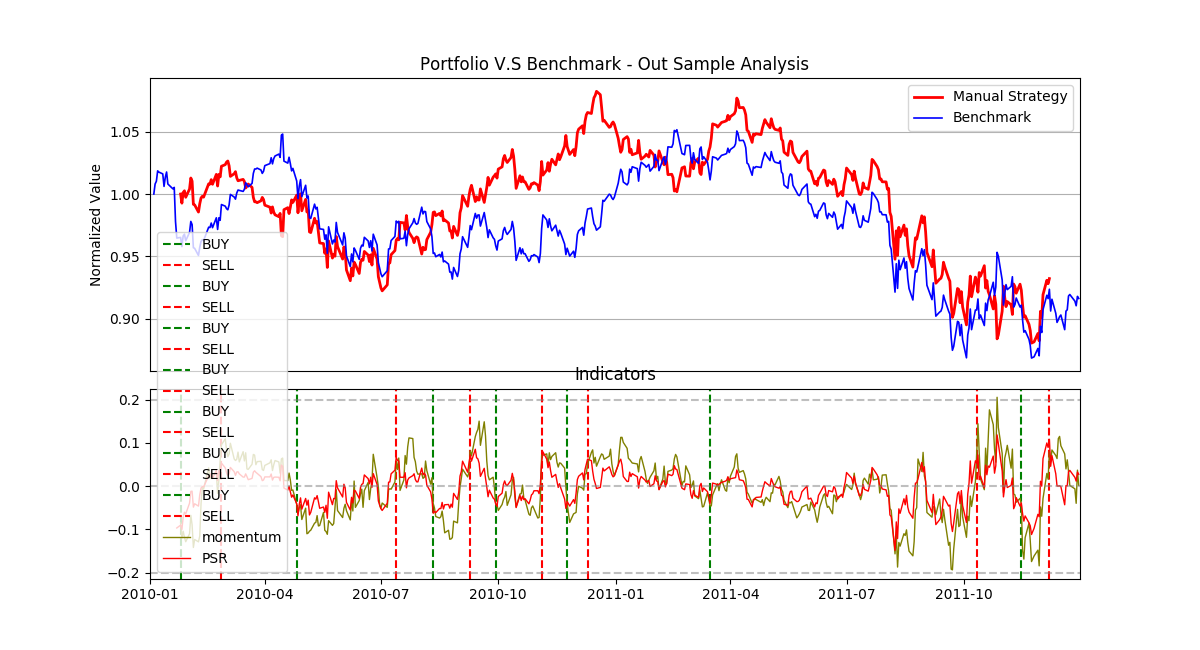 Portfolio V.S Benchmark - Out Sample Analysis
Manual Strategy
Benchmark
Normalized Value
1.05
1.00
0.95
0.90
Indicators
BUY
SELL
BUY
SELL
BUY
SELL
BUY
SELL
BUY
SELL
BUY
SELL
BUY
SELL
momentum
PSR
0.2
0.1
0.0
−0.1
−0.2
2010-01 2010-04 2010-07 2010-10 2011-01 2011-04 2011-07 2011-10